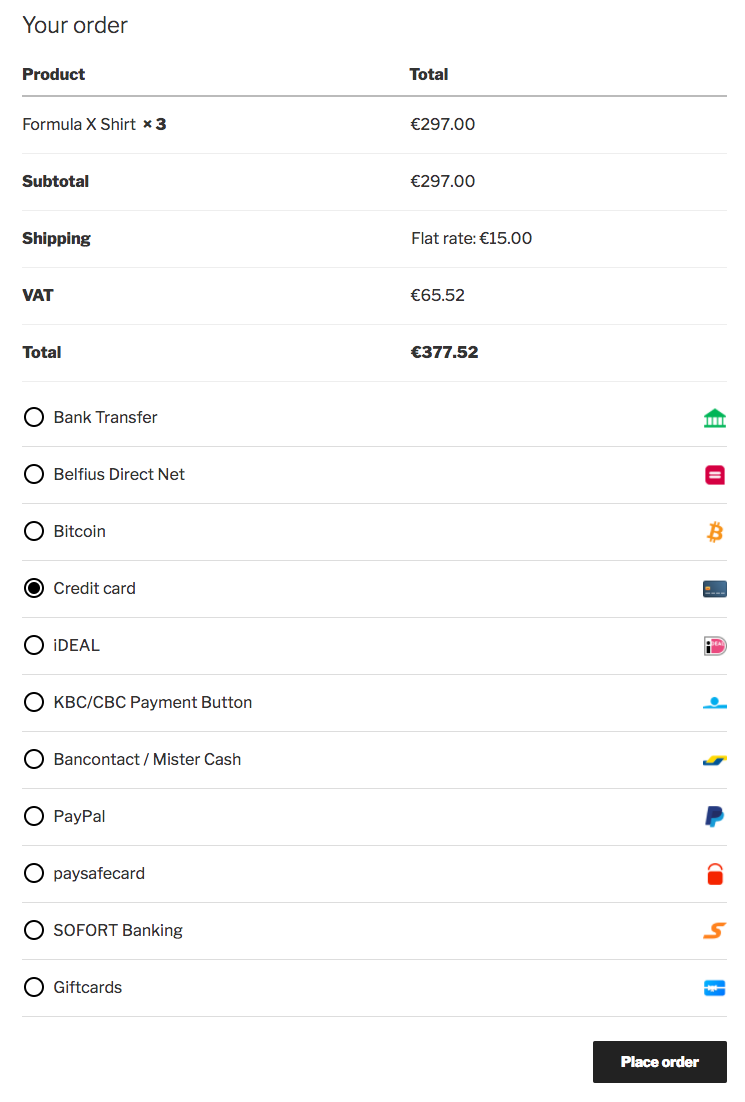 Your order
Product Total
Formula X Shirt × 3 €297.00
Subtotal €297.00
Shipping Flat rate: €15.00
VAT €65.52
Total €377.52
Bank Transfer
Belfius Direct Net
Bitcoin
Credit card
iDEAL
KBC/CBC Payment Button
Bancontact / Mister Cash
PayPal
paysafecard
SOFORT Banking
Giftcards
Place order